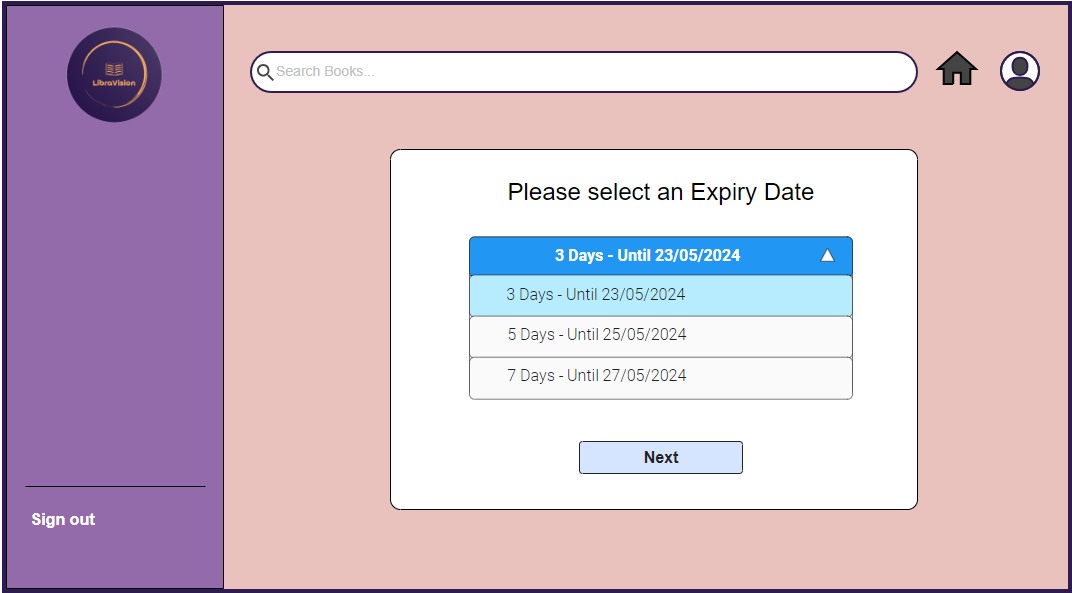 LibraVision
Search Books...
Please select an Expiry Date
3 Days - Until 23/05/2024
3 Days - Until 23/05/2024
5 Days - Until 25/05/2024
7 Days - Until 27/05/2024
Next
Sign out